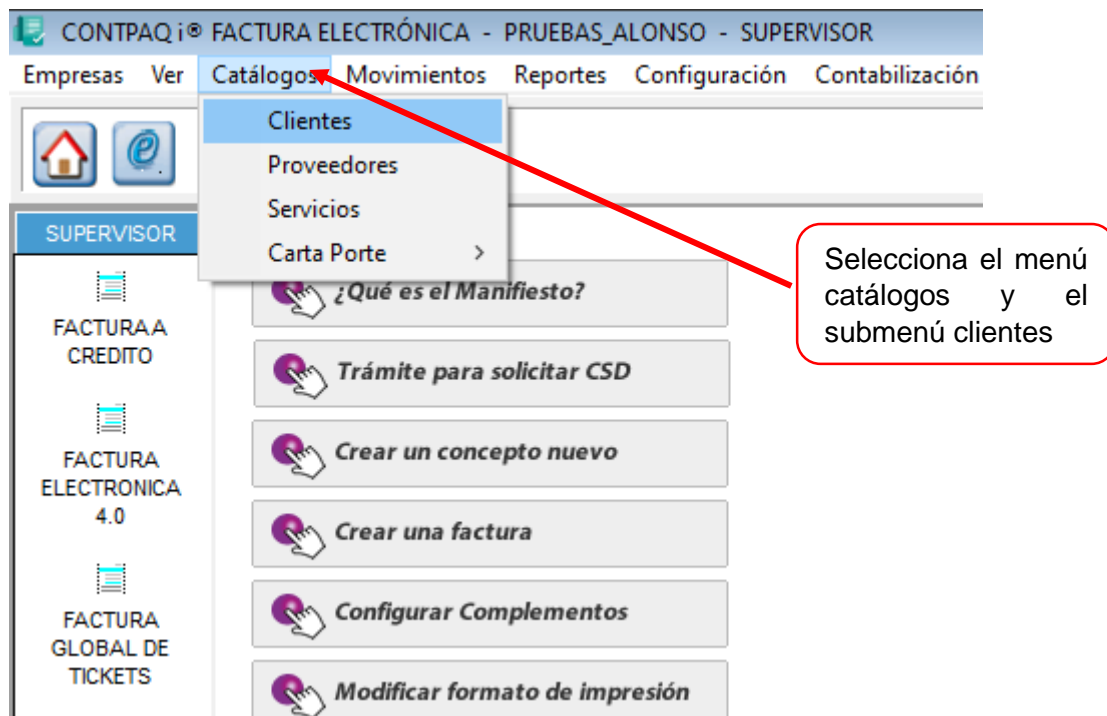 CONTPAQ i® FACTURA ELECTRÓNICA - PRUEBAS_ALONSO - SUPERVISOR
Empresas Ver Catálogos Movimientos Reportes Configuración Contabilización
Clientes
Proveedores
Servicios
Carta Porte >
SUPERVISOR
FACTURA A
CREDITO
FACTURA
ELECTRONICA
4.0
FACTURA
GLOBAL DE
TICKETS
¿Qué es el Manifiesto?
Trámite para solicitar CSD
Crear un concepto nuevo
Crear una factura
Configurar Complementos
Modificar formato de impresión
Selecciona el menú
catálogos y el
submenú clientes